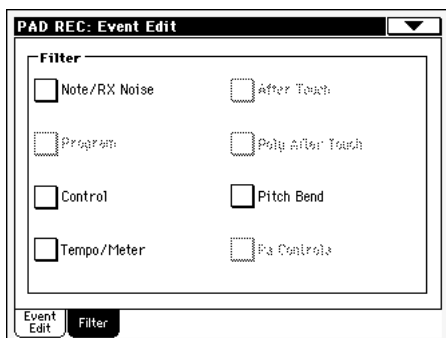 PAD REC: Event Edit
Filter
Note/RX Noise
After Touch
Program
Poly After Touch
Control
Pitch Bend
Tempo/Meter
Pa Controls
Event Edit
Filter